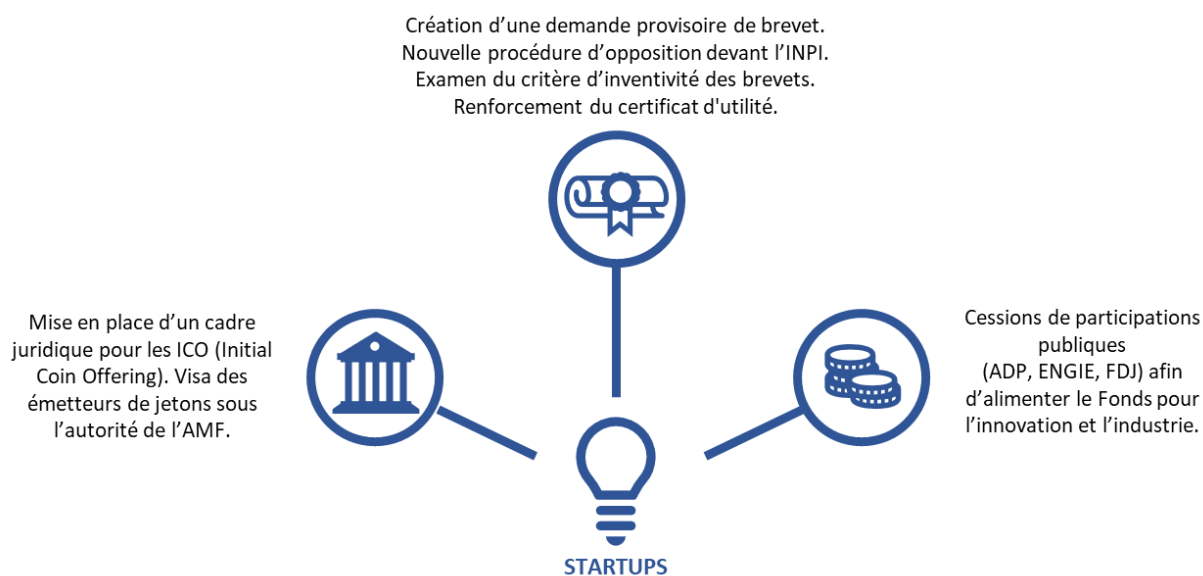 Création d’une demande provisoire de brevet.
Nouvelle procédure d’opposition devant l’INPI.
Examen du critère d’inventivité des brevets.
Renforcement du certificat d'utilité.
Mise en place d’un cadre
juridique pour les ICO (Initial
Coin Offering). Visa des
émetteurs de jetons sous
l’autorité de l’AMF.
Cessions de participations
publiques
(ADP, ENGIE, FDJ) afin
d’alimenter le Fonds pour
l’innovation et l’industrie.
STARTUPS